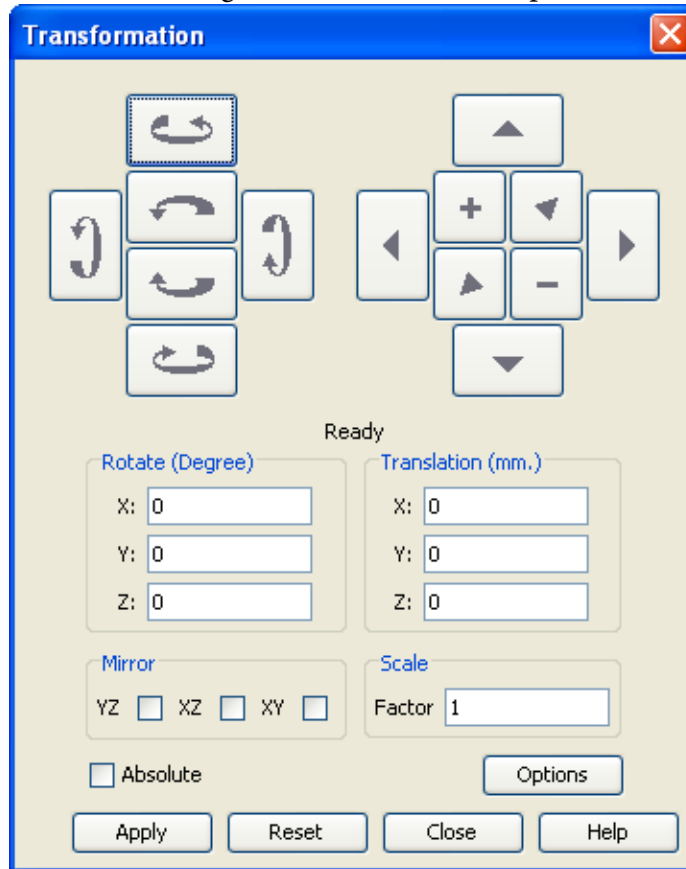 Transformation
+
-
Ready
Rotate (Degree) Translation (mm.)
X: 0 X: 0
Y: 0 Y: 0
Z: 0 Z: 0
Mirror Scale
YZ XZ XY Factor 1
Absolute Options
Apply Reset Close Help